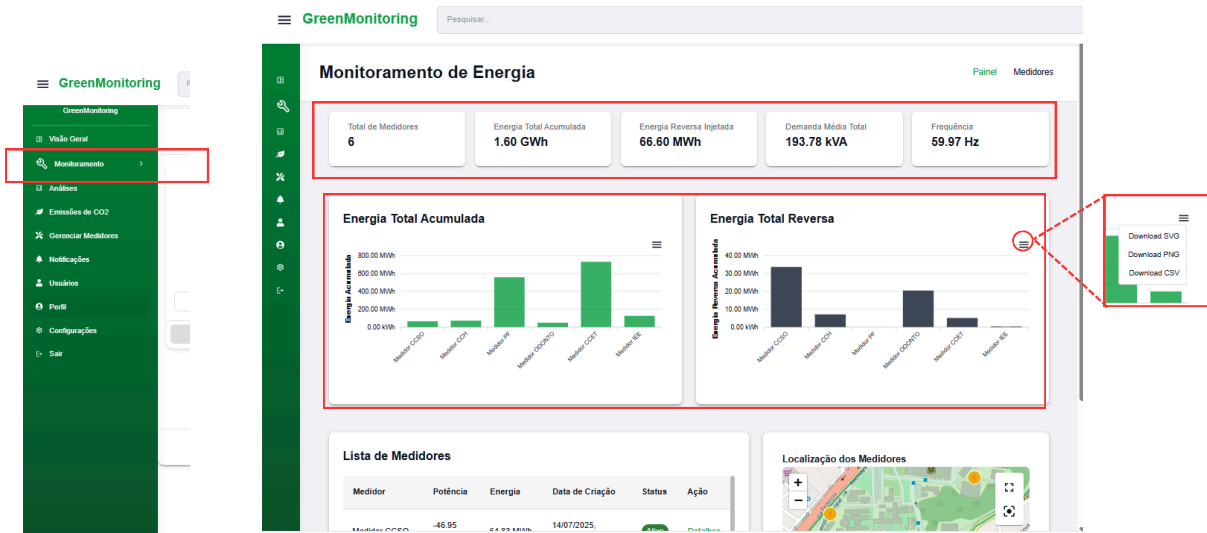 GreenMonitoring
GreenMonitoring
Visão Geral
Monitoramento
Análises
Emissões de CO2
Gerenciar Medidores
Notificações
Usuários
Perfil
Configurações
Sair
GreenMonitoring
Pesquisar...
Monitoramento de Energia
Painel
Medidores
Total de Medidores
6
Energia Total Acumulada
1.60 GWh
Energia Reversa Injetada
66.60 MWh
Demanda Média Total
193.78 kVA
Frequência
59.97 Hz
Energia Total Acumulada
Energia Acumulada
800.00 MWh
600.00 MWh
400.00 MWh
200.00 MWh
0.00 kWh
Medidor CCSO
Medidor CCH
Medidor PF
Medidor ODONTO
Medidor CCET
Medidor IEE
Energia Total Reversa
Energia Reversa Acumulada
40.00 MWh
30.00 MWh
20.00 MWh
10.00 MWh
0.00 kWh
Medidor CCSO
Medidor CCH
Medidor PF
Medidor ODONTO
Medidor CCET
Medidor IEE
Download SVG
Download PNG
Download CSV
Lista de Medidores
Medidor Potência Energia Data de Criação Status Ação
Medidor CCSO -46.95 64.83 MWh 14/07/2025, Ativo Detalhes
Localização dos Medidores
+
−